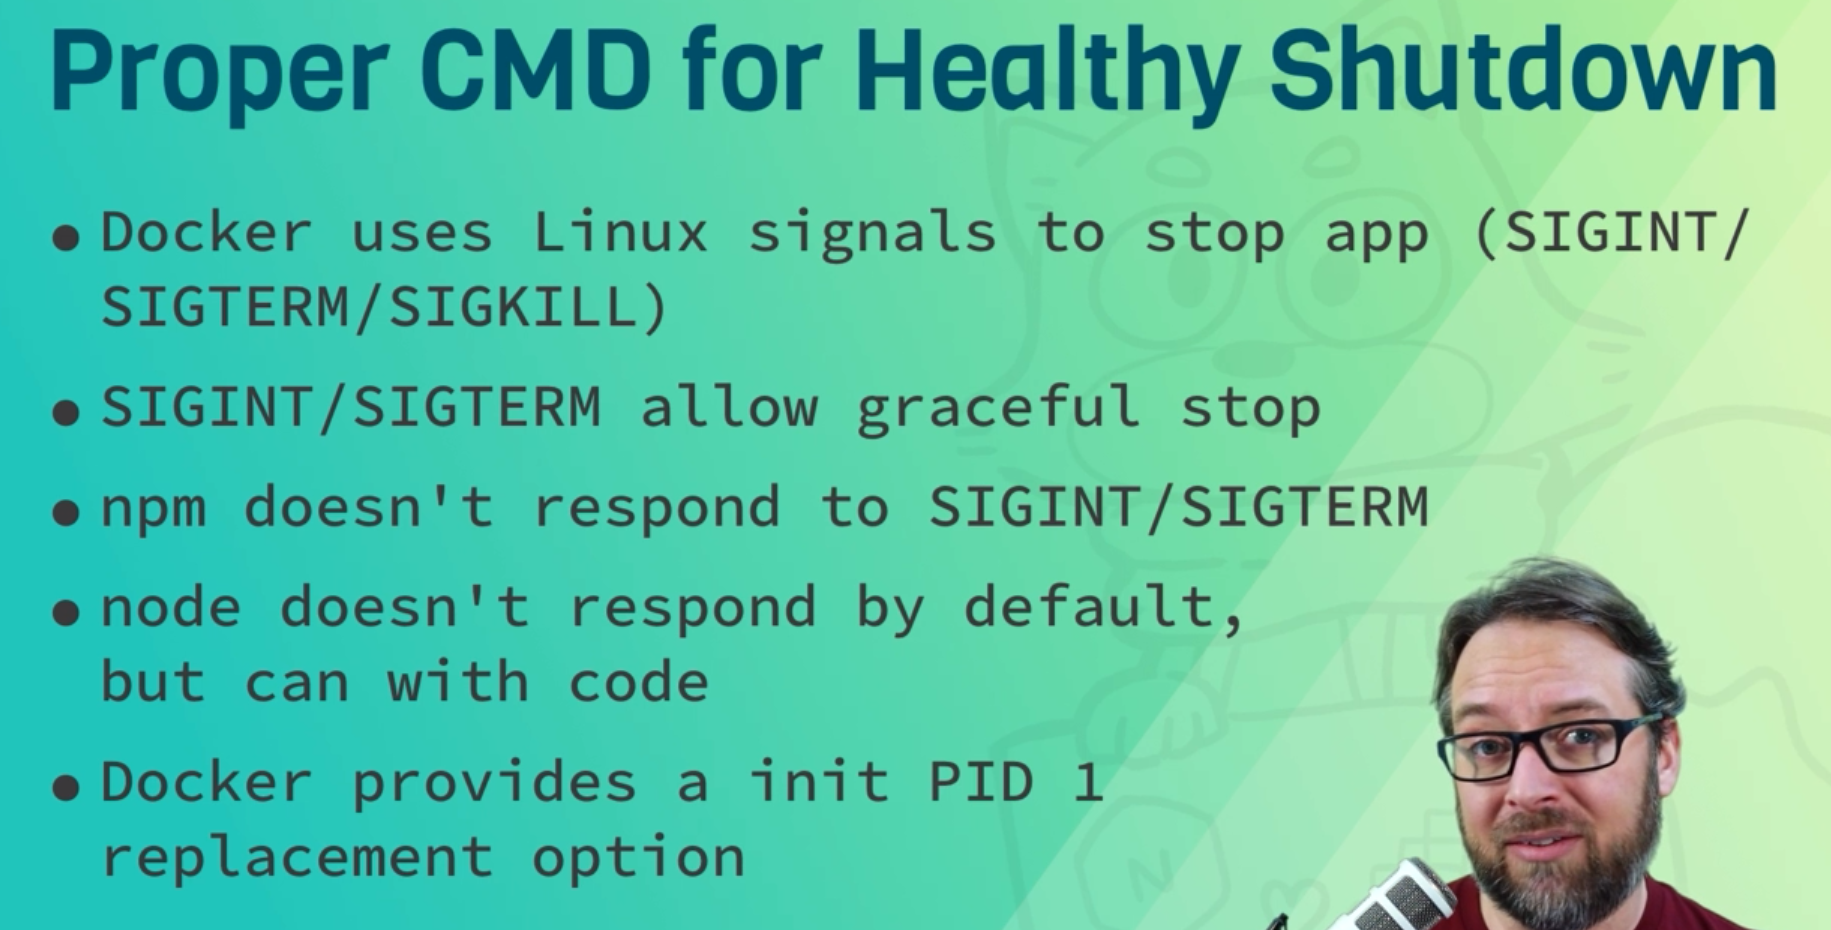 Proper CMD for Healthy Shutdown
• Docker uses Linux signals to stop app (SIGINT/
SIGTERM/SIGKILL)
• SIGINT/SIGTERM allow graceful stop
• npm doesn't respond to SIGINT/SIGTERM
• node doesn't respond by default,
but can with code
• Docker provides a init PID 1
replacement option
N